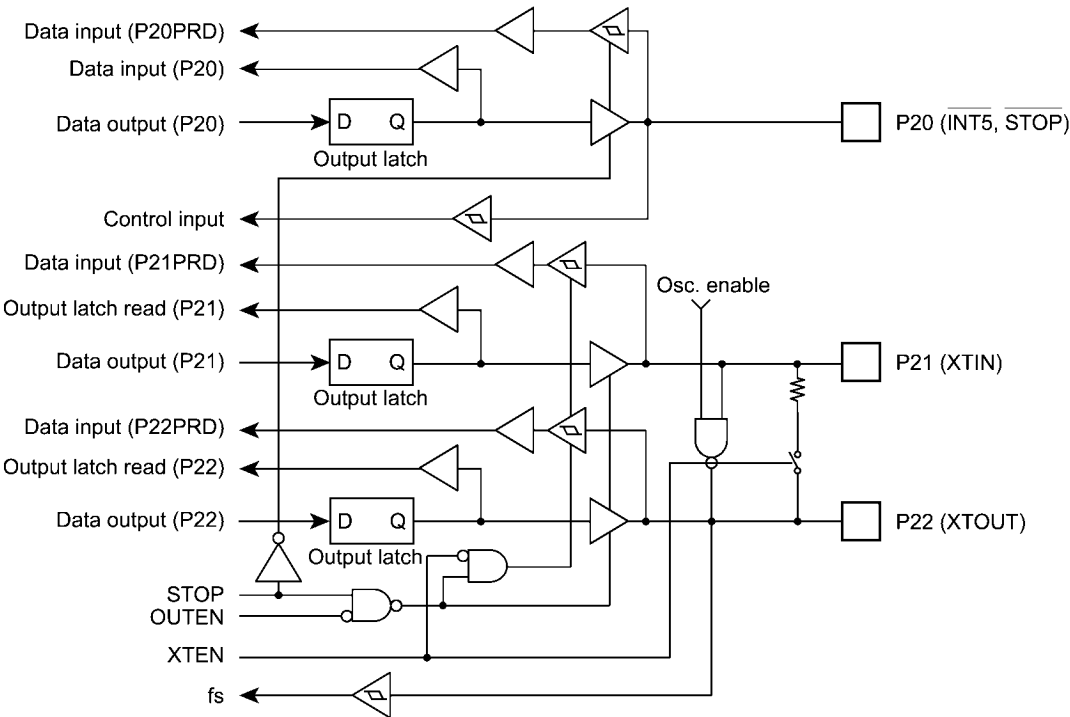 Data input (P20PRD)
Data input (P20)
Data output (P20)
D Q
Output latch
P20 (INT5, STOP)
Control input
Data input (P21PRD)
Osc. enable
Output latch read (P21)
Data output (P21)
D Q
Output latch
P21 (XTIN)
Data input (P22PRD)
Output latch read (P22)
Data output (P22)
D Q
Output latch
P22 (XTOUT)
STOP
OUTEN
XTEN
fs